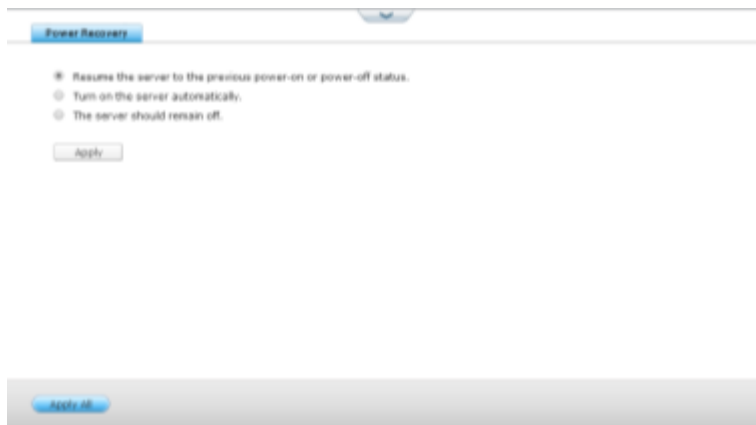 Power Recovery
Resume the server to the previous power-on or power-off status.
Turn on the server automatically.
The server should remain off.
Apply
Apply All